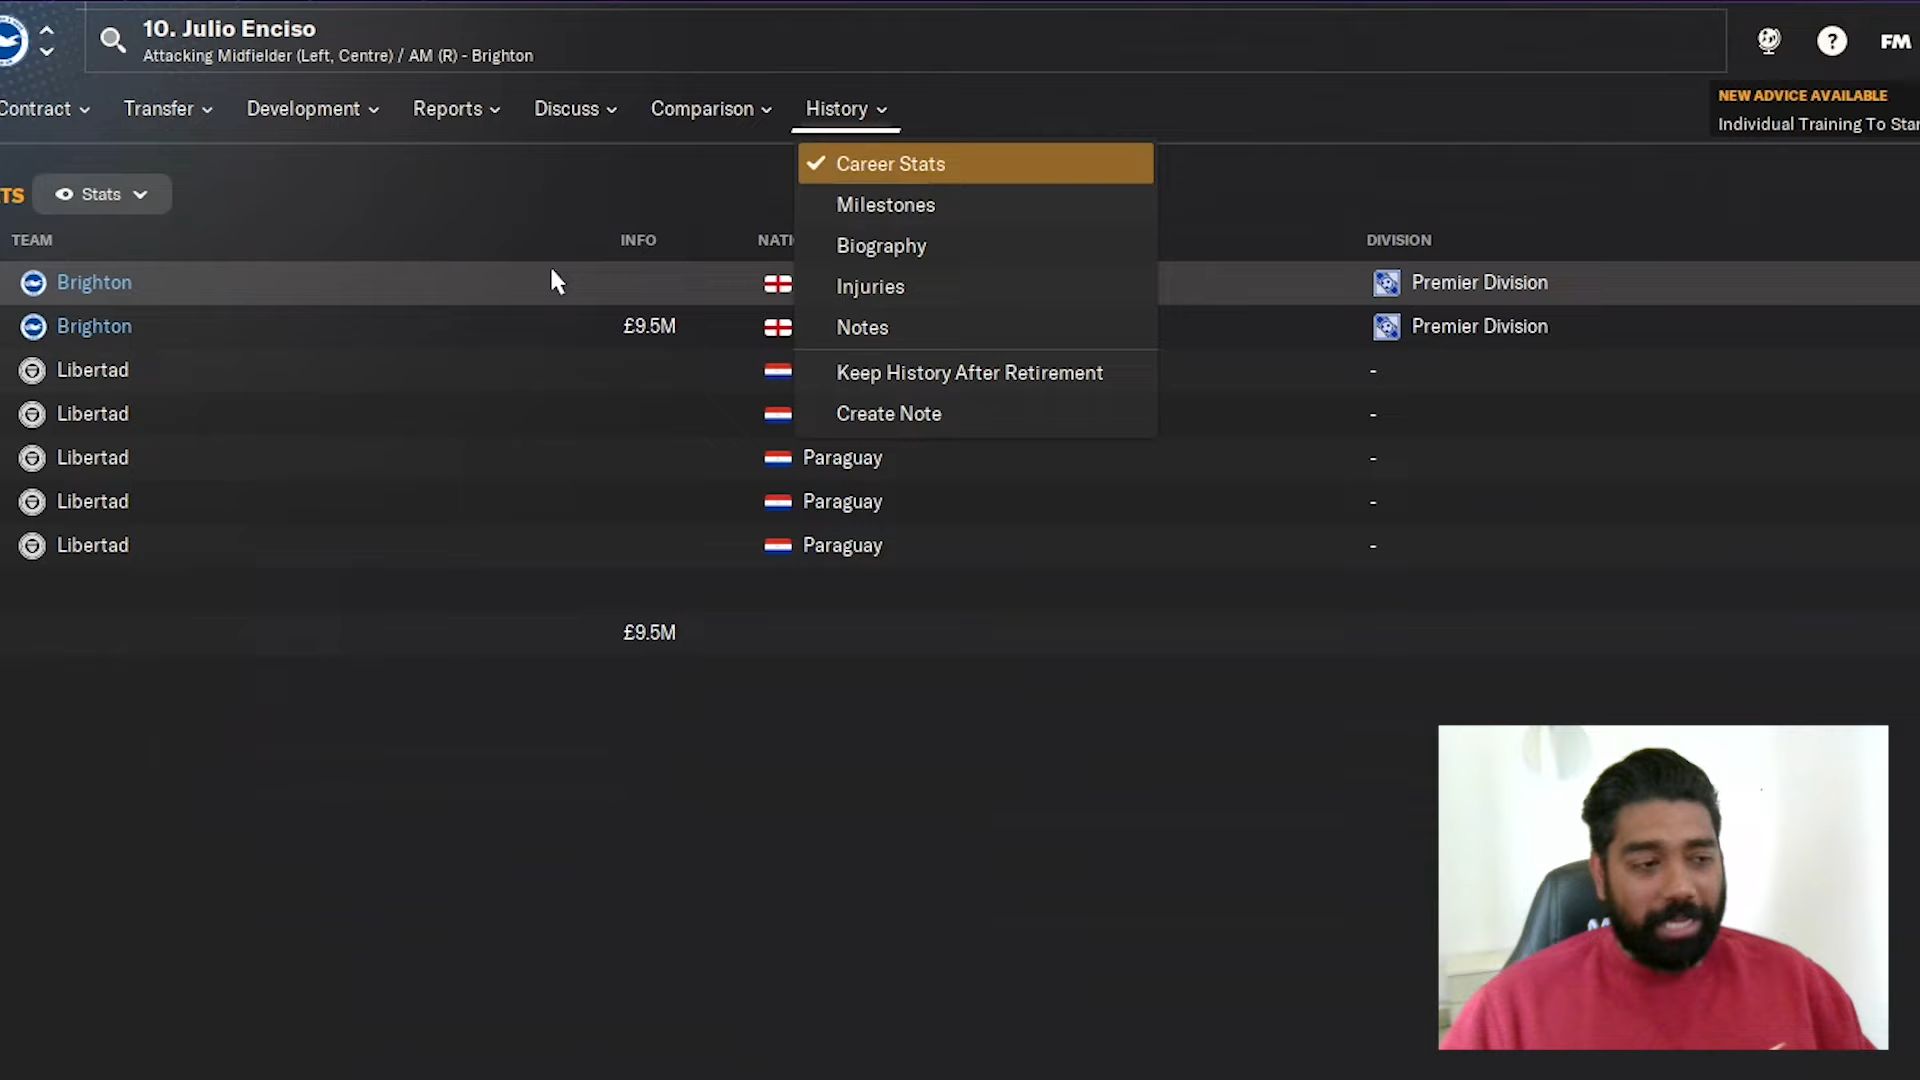 10. Julio Enciso
Attacking Midfielder (Left, Centre) / AM (R) - Brighton
FM
Contract
Transfer
Development
Reports
Discuss
Comparison
History
NEW ADVICE AVAILABLE
Individual Training To Star
Career Stats
Milestones
Biography
Injuries
Notes
Keep History After Retirement
Create Note
TS
Stats
TEAM INFO NATI DIVISION
Brighton Premier Division
Brighton £9.5M Premier Division
Libertad -
Libertad -
Libertad Paraguay -
Libertad Paraguay -
Libertad Paraguay -
£9.5M